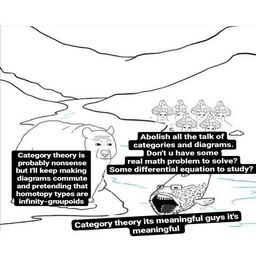 Category theory is
probably nonsense
but I'll keep making
diagrams commute
and pretending that
homotopy types are
infinity-groupoids
Abolish all the talk of
categories and diagrams.
Don't u have some
real math problem to solve?
Some differential equation to study?
Category theory its meaningful guys it's
meaningful